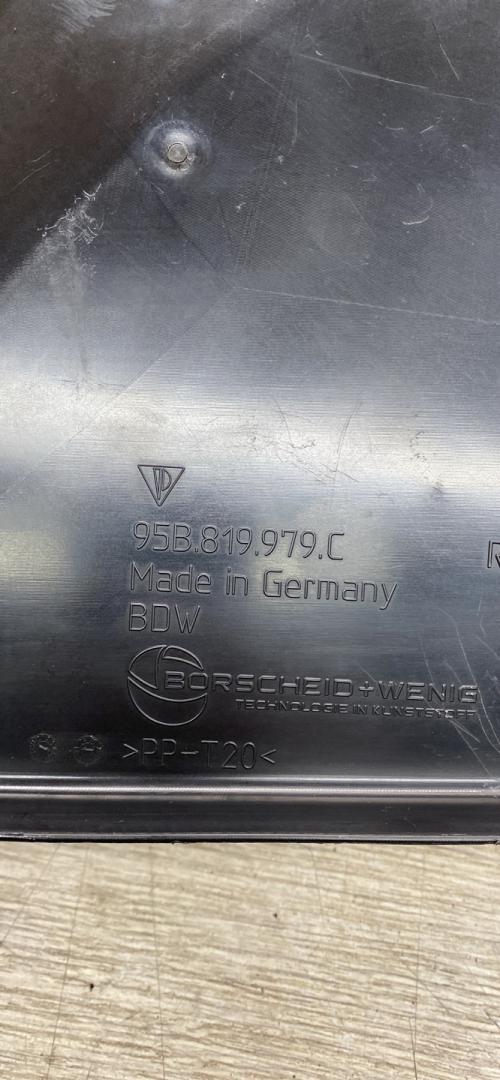 95B.819.979.C
R
Made in Germany
BDW
BORSCHEID+WENIG
TECHNOLOGIE IN KUNSTSTOFF
>PP-T20<